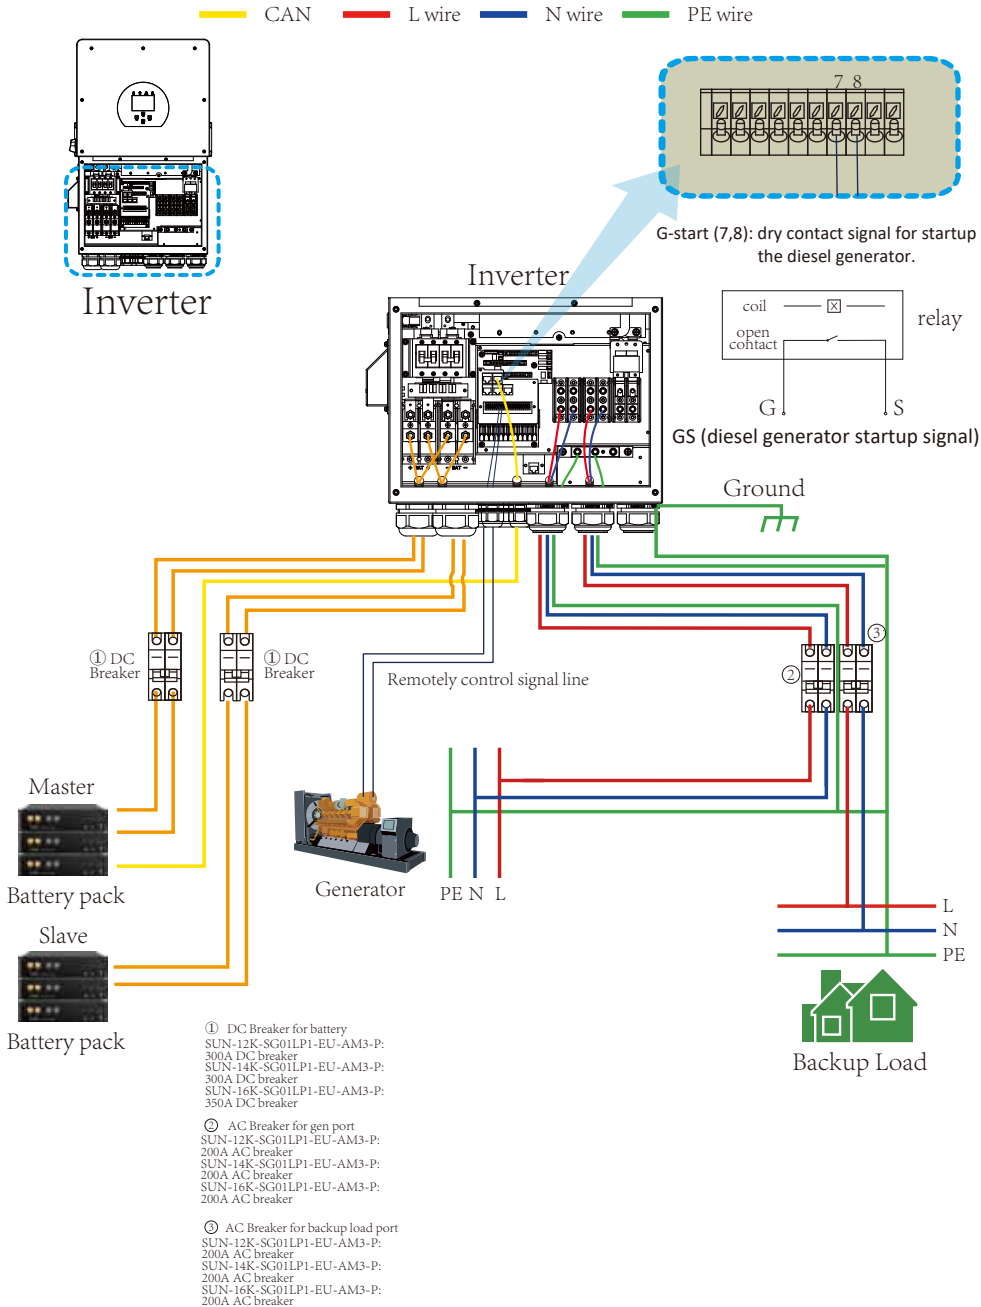 CAN
L wire
N wire
PE wire
7 8
G-start (7,8): dry contact signal for startup
the diesel generator.
Inverter
Inverter
coil
open
contact
relay
G
S
GS (diesel generator startup signal)
BAT
BAT
Ground
① DC
Breaker
① DC
Breaker
Remotely control signal line
②
③
Master
Battery pack
Generator
PE N L
Slave
Battery pack
L
N
PE
Backup Load
① DC Breaker for battery
SUN-12K-SG01LP1-EU-AM3-P:
300A DC breaker
SUN-14K-SG01LP1-EU-AM3-P:
300A DC breaker
SUN-16K-SG01LP1-EU-AM3-P:
350A DC breaker
② AC Breaker for gen port
SUN-12K-SG01LP1-EU-AM3-P:
200A AC breaker
SUN-14K-SG01LP1-EU-AM3-P:
200A AC breaker
SUN-16K-SG01LP1-EU-AM3-P:
200A AC breaker
③ AC Breaker for backup load port
SUN-12K-SG01LP1-EU-AM3-P:
200A AC breaker
SUN-14K-SG01LP1-EU-AM3-P:
200A AC breaker
SUN-16K-SG01LP1-EU-AM3-P:
200A AC breaker